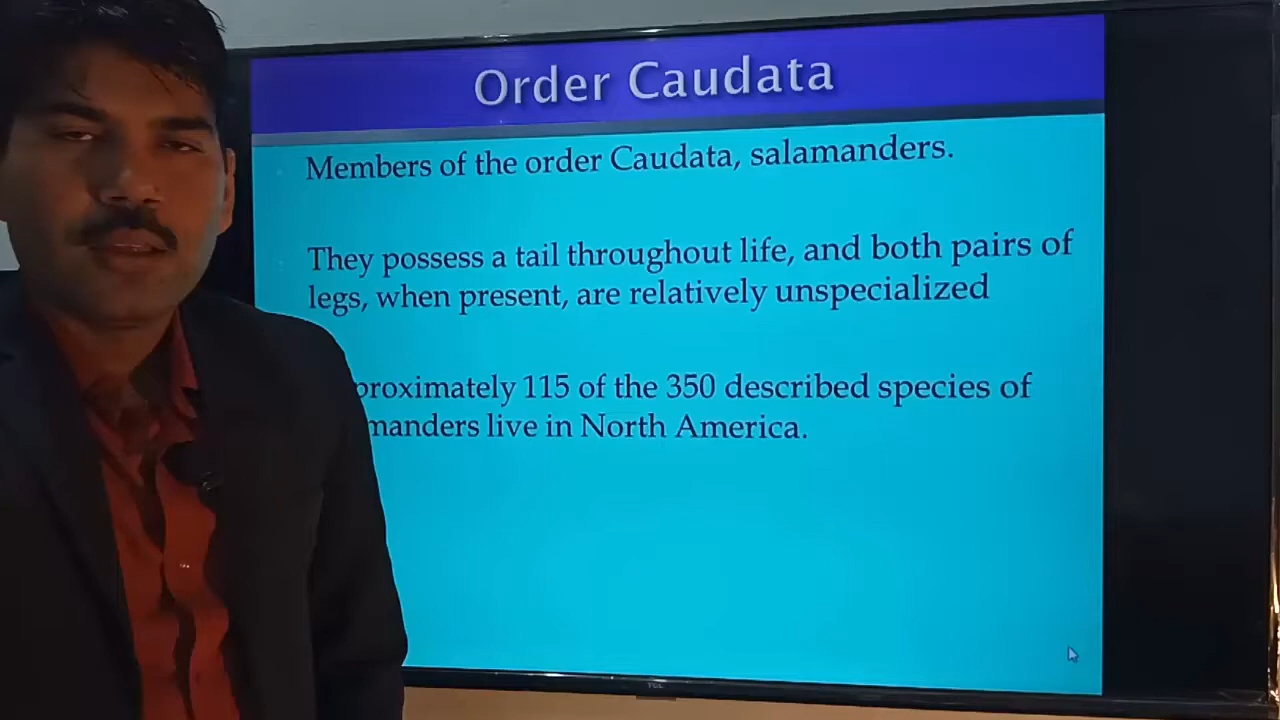 Order Caudata
Members of the order Caudata, salamanders.
They possess a tail throughout life, and both pairs of
legs, when present, are relatively unspecialized
proximately 115 of the 350 described species of
manders live in North America.
TCL